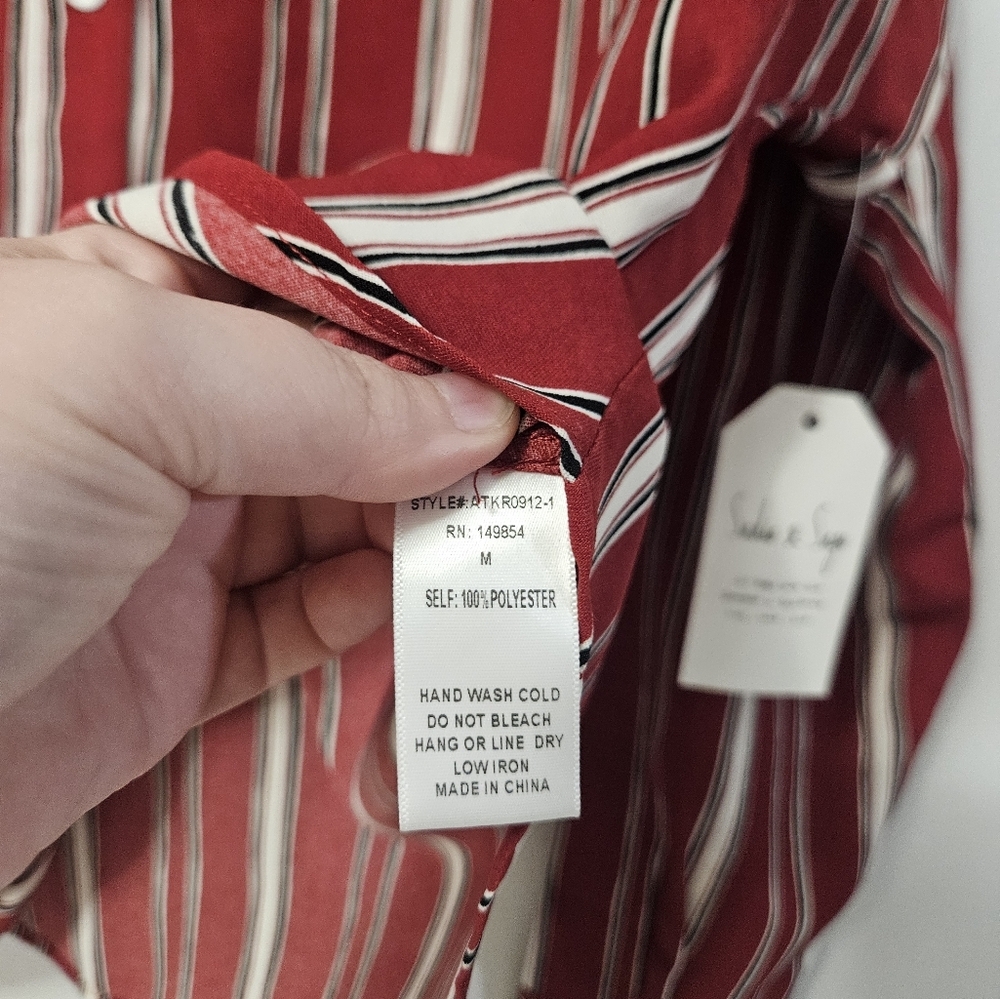 STYLE#:ATKR0912-1
RN: 149854
M
SELF: 100% POLYESTER
HAND WASH COLD
DO NOT BLEACH
HANG OR LINE DRY
LOW IRON
MADE IN CHINA